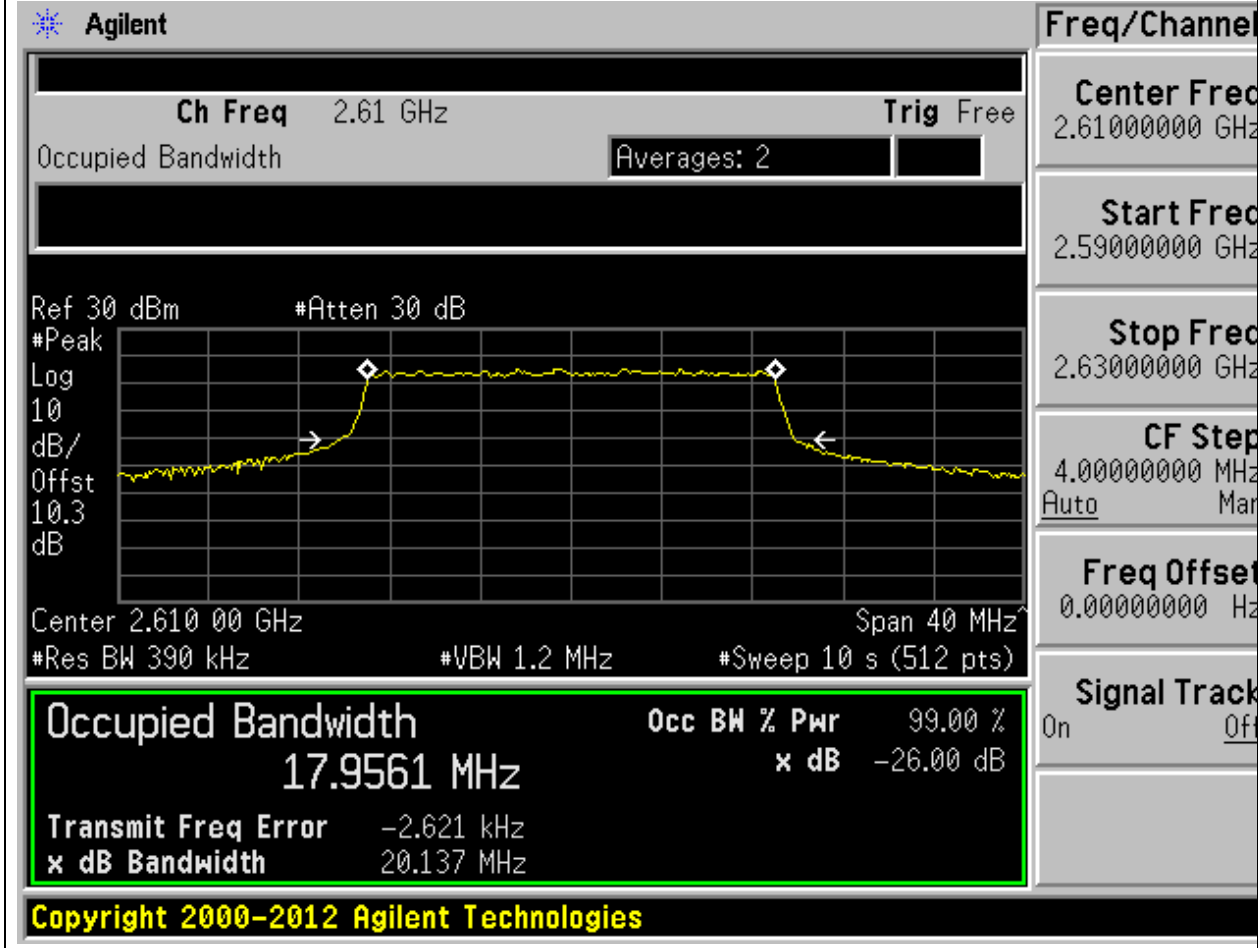 Agilent
Ch Freq 2.61 GHz Trig Free
Occupied Bandwidth Averages: 2
Ref 30 dBm #Atten 30 dB
#Peak
Log
10
dB/
Offst
10.3
dB
Center 2.610 00 GHz Span 40 MHz^
#Res BW 390 kHz #VBW 1.2 MHz #Sweep 10 s (512 pts)
Occupied Bandwidth Occ BW % Pwr 99.00 %
17.9561 MHz x dB -26.00 dB
Transmit Freq Error -2.621 kHz
x dB Bandwidth 20.137 MHz
Copyright 2000-2012 Agilent Technologies
Freq/Channel
Center Freq
2.61000000 GHz
Start Freq
2.59000000 GHz
Stop Freq
2.63000000 GHz
CF Step
4.00000000 MHz
Auto Man
Freq Offset
0.00000000 Hz
Signal Track
On Off